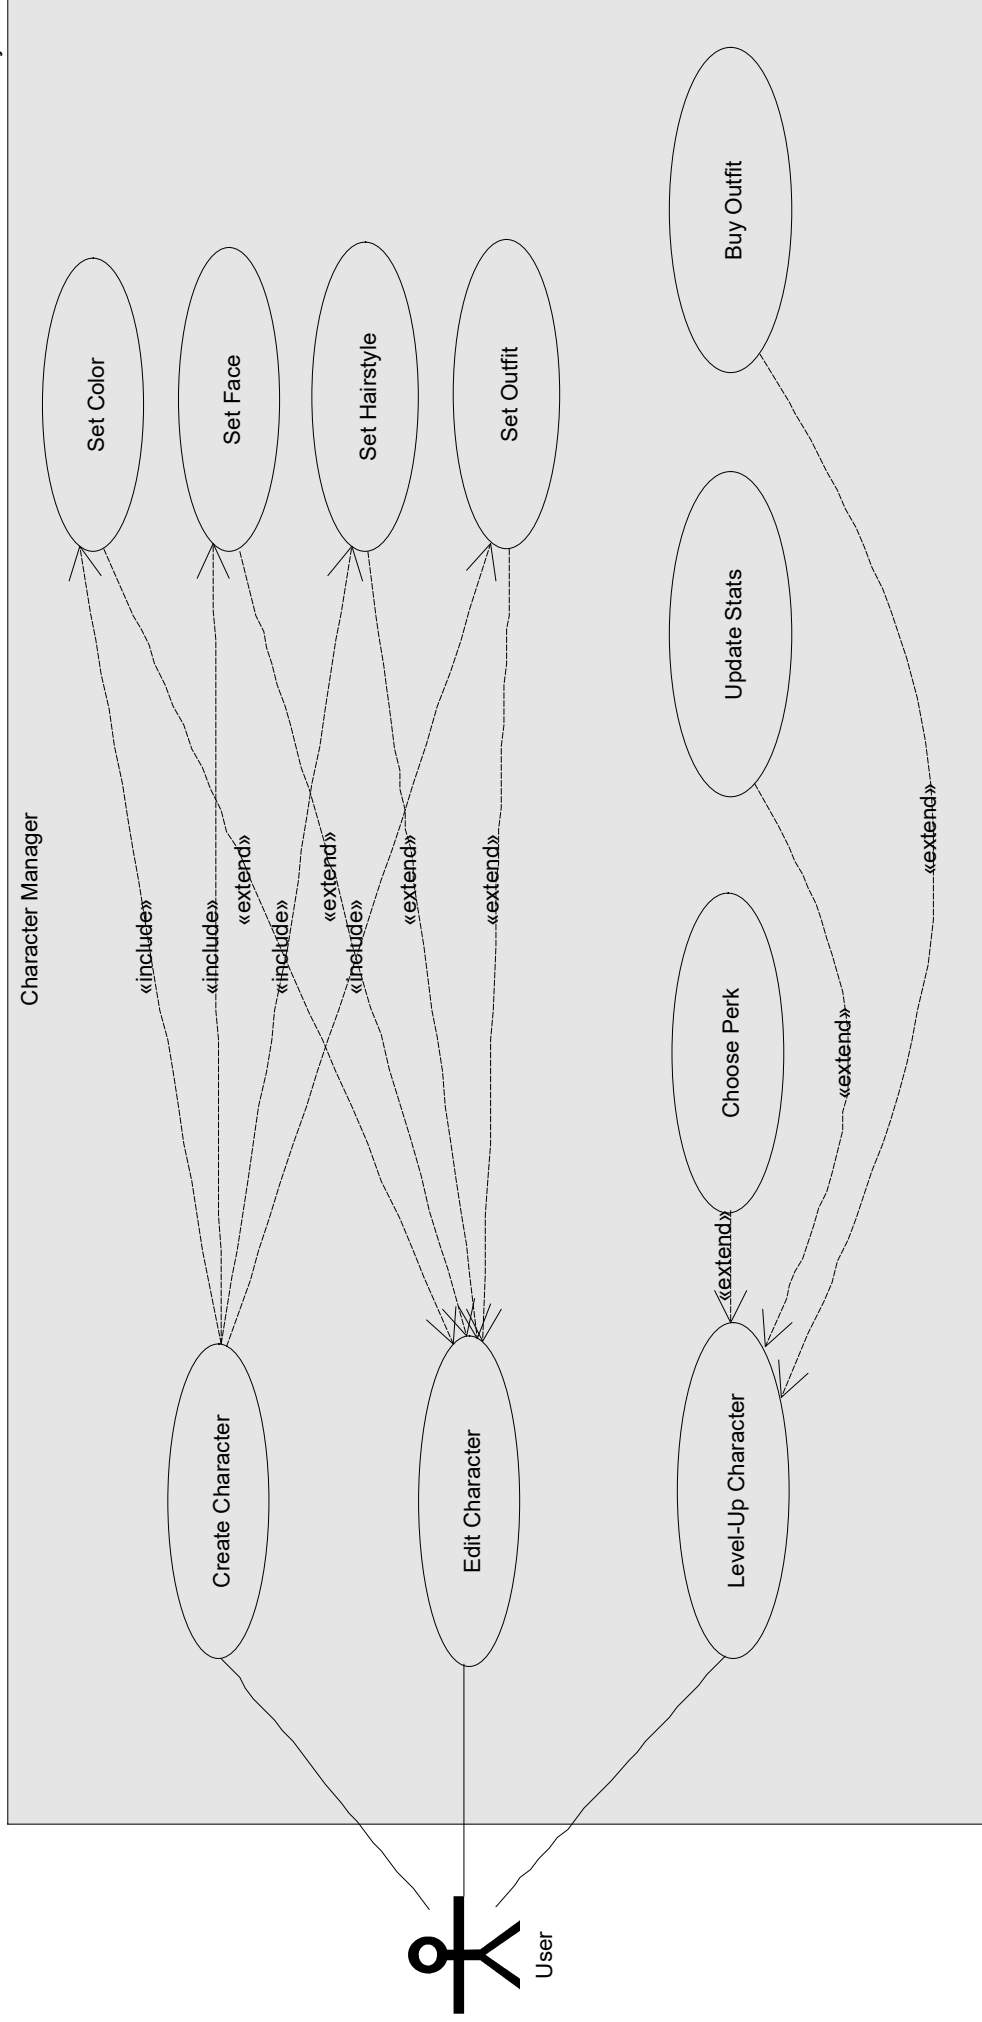 Character Manager
Set Color
Set Face
Set Hairstyle
Set Outfit
«include»
«include»
«extend»
«include»
«extend»
«include»
«extend»
«extend»
Create Character
Edit Character
Level-Up Character
«extend»
Choose Perk
Update Stats
Buy Outfit
«extend»
«extend»
User